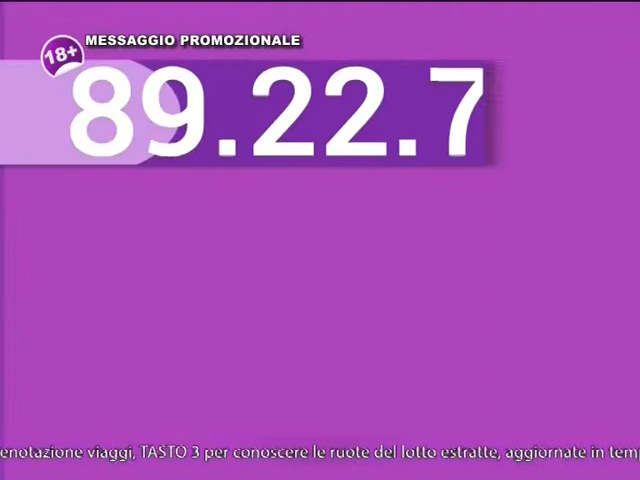 MESSAGGIO PROMOZIONALE
18+
89.22.7
enotazione viaggi, TASTO 3 per conoscere le ruote del lotto estratte, aggiornate in temp